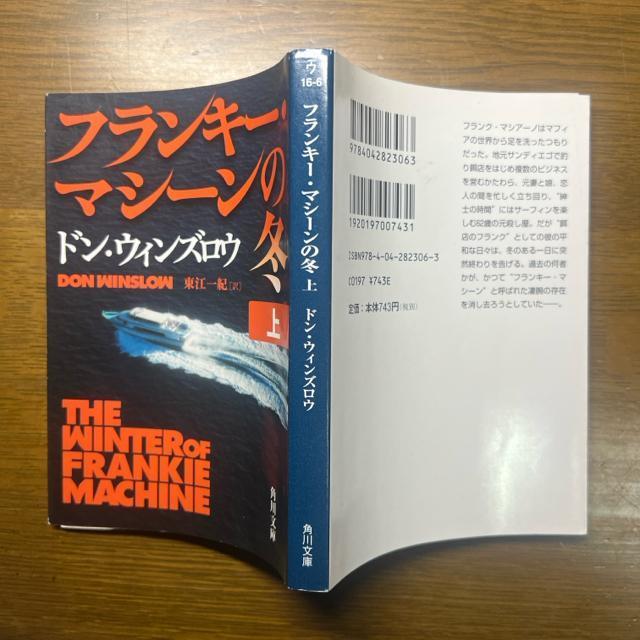 フランキー・
マシーンの冬
ドン・ウィンズロウ
DON WINSLOW 東江一紀[訳]
上
THE
WINTER OF
FRANKIE
MACHINE
角川文庫
ウ
16-6
フランキー・マシーンの冬 上 ドン・ウィンズロウ
角川文庫
9784042823063
1920197007431
ISBN978-4-04-282306-3
C0197 ¥743E
定価：本体743円(税別)
フランク・マシアーノはマフィ
アの世界から足を洗ったつもり
だった。地元サンディエゴで釣
り餌店をはじめ複数のビジネス
を営むかたわら、元妻と娘、恋
人の間を忙しく立ち回り、“紳
士の時間”にはサーフィンを楽し
む62歳の元殺し屋。だが“餌
店のフランク”としての彼の平
和な日々は、冬のある一日に突
然終わりを告げる。過去の何者
かが、かつて“フランキー・マ
シーン”と呼ばれた凄腕の存在
を消し去ろうとしていた――。